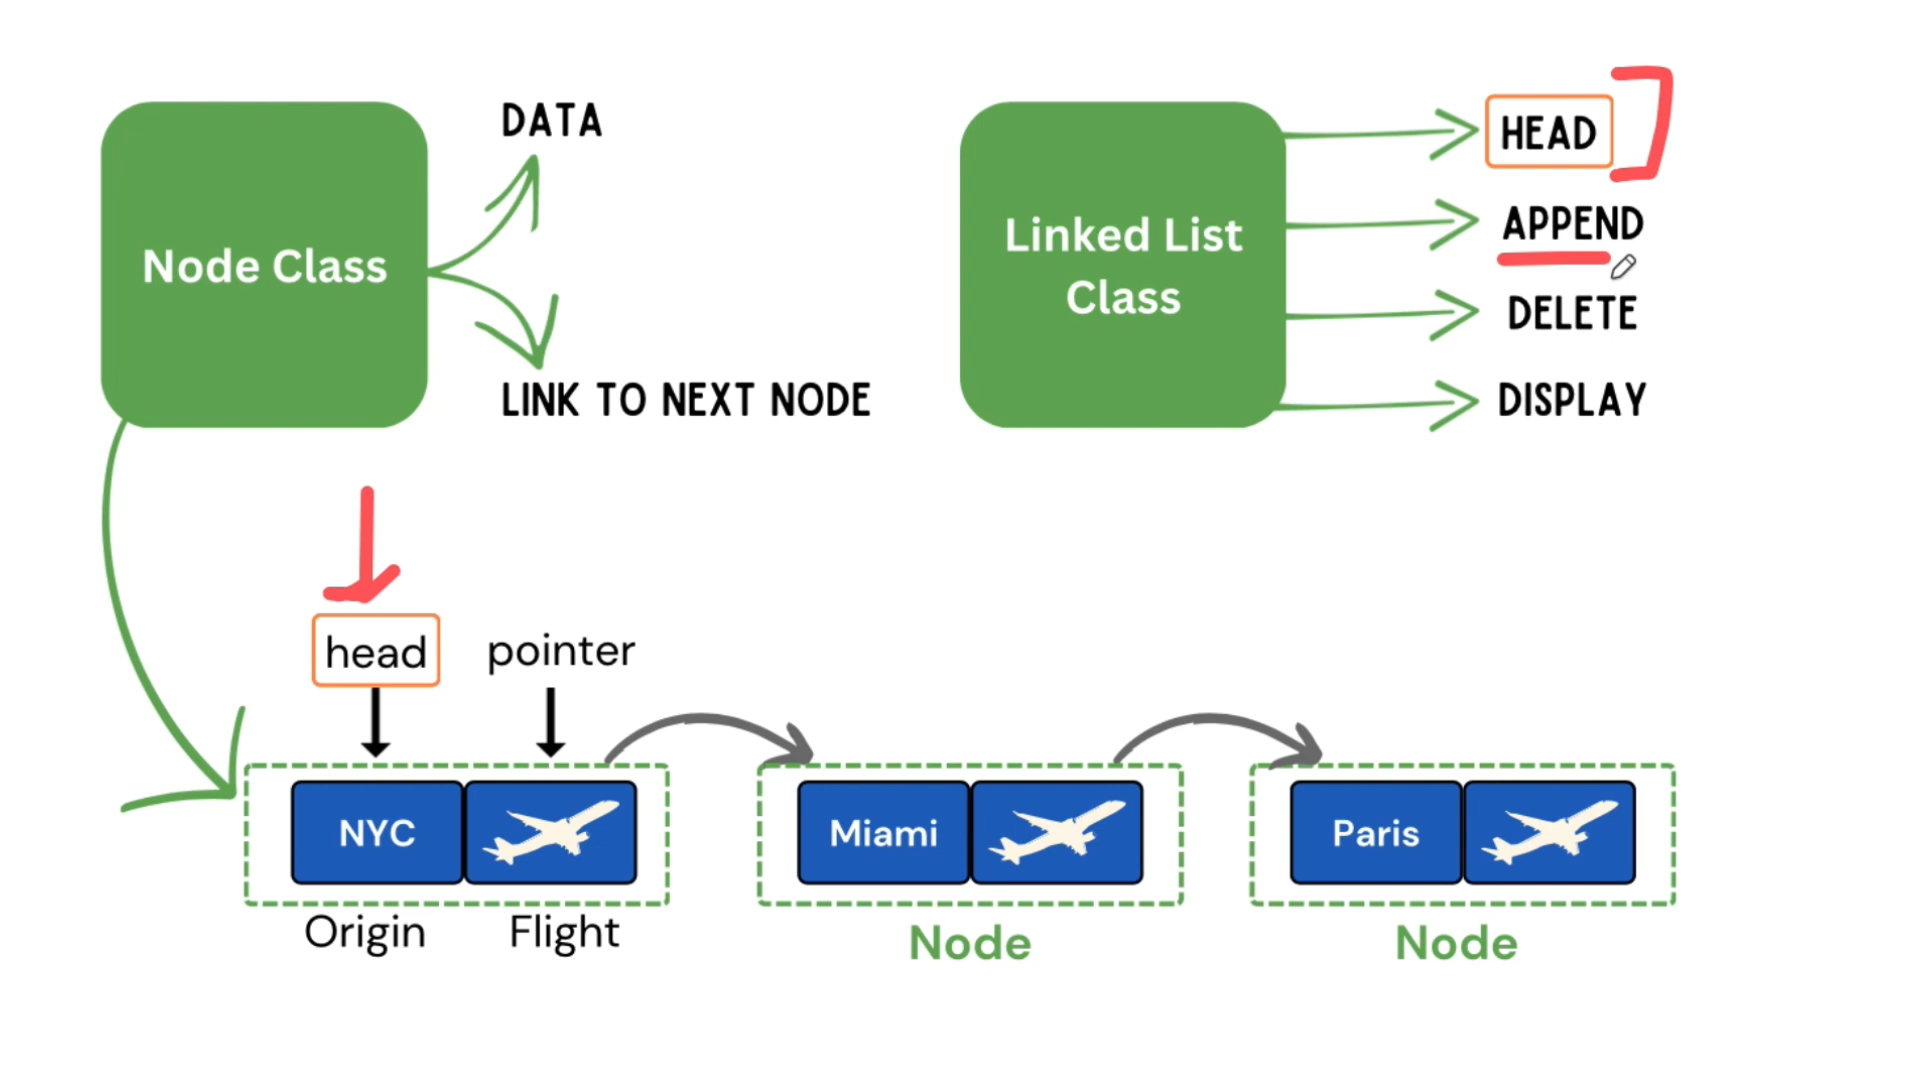 DATA
Node Class
LINK TO NEXT NODE
Linked List
Class
HEAD
APPEND
DELETE
DISPLAY
head
pointer
NYC
Miami
Paris
Origin
Flight
Node
Node